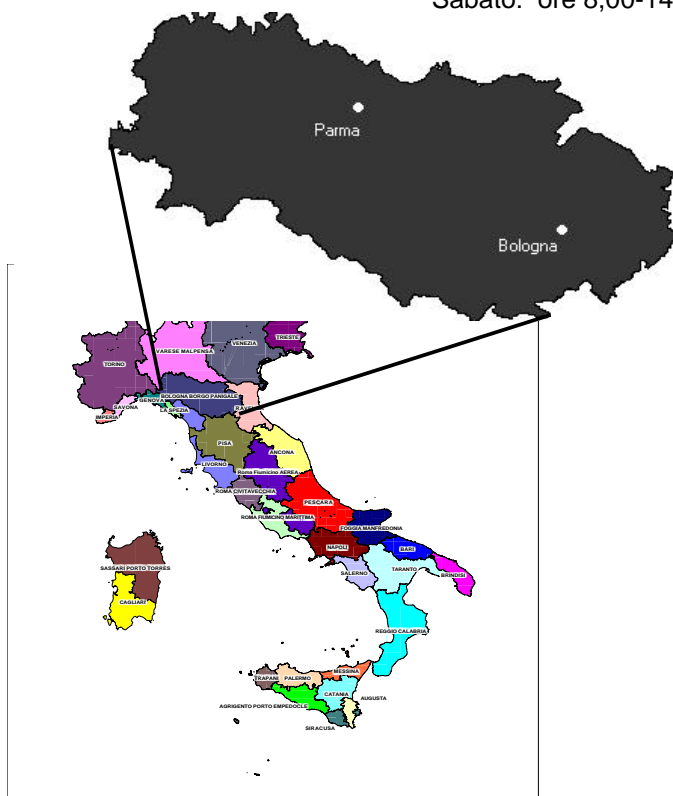 Sabato: ore 8,00-14
Parma
Bologna
TRIESTE
VENEZIA
VARESE MALPENSA
TORINO
BOLOGNA BORGO PANIGALE
GENOVA
SAVONA
RAVE
LA SPEZIA
IMPERIA
PISA
ANCONA
LIVORNO
Roma Fiumicino AEREA
ROMA CIVITAVECCHIA
PESCARA
ROMA FIUMICINO MARITTIMA
FOGGIA MANFREDONIA
NAPOLI
BARI
SASSARI PORTO TORRES
TARANTO
SALERNO
BRINDISI
CAGLIARI
REGGIO CALABRIA
MESSINA
TRAPANI
PALERMO
CATANIA
AUGUSTA
AGRIGENTO PORTO EMPEDOCLE
SIRACUSA